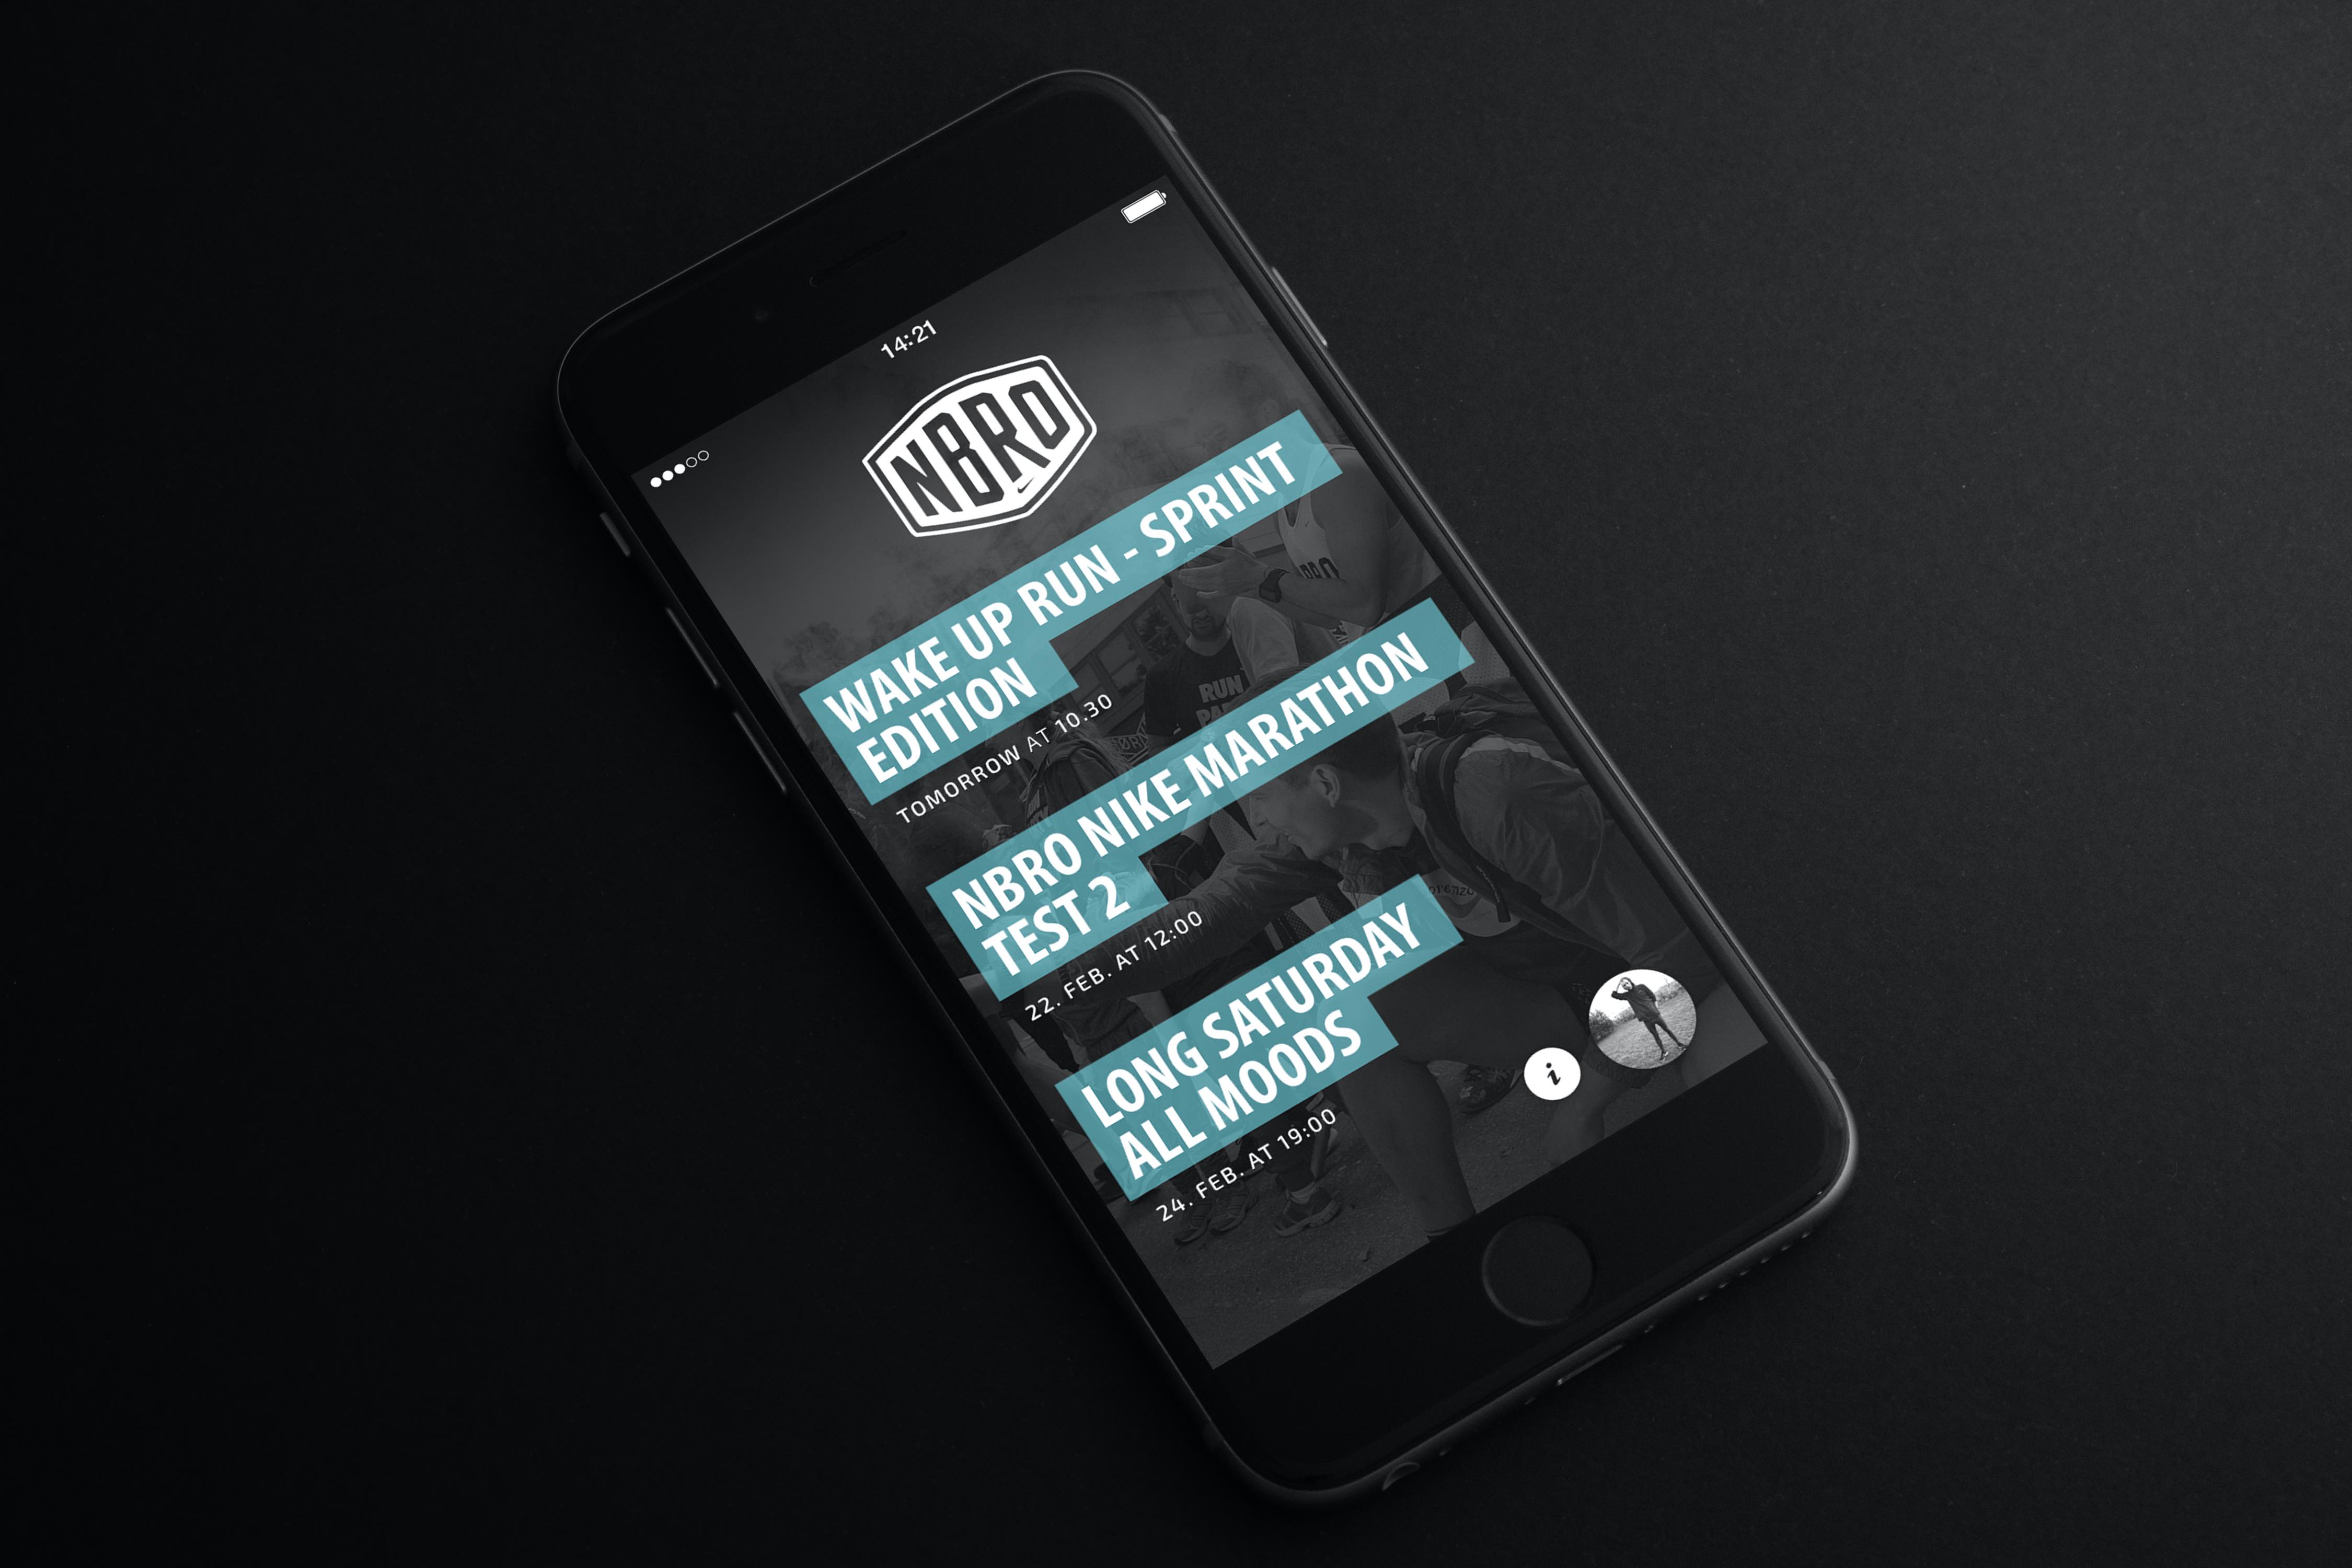 14:21
NBRO
WAKE UP RUN - SPRINT
EDITION
TOMORROW AT 10.30
RUN
NBRO NIKE MARATHON
TEST 2
22. FEB. AT 12:00
LONG SATURDAY
ALL MOODS
24. FEB. AT 19:00
i